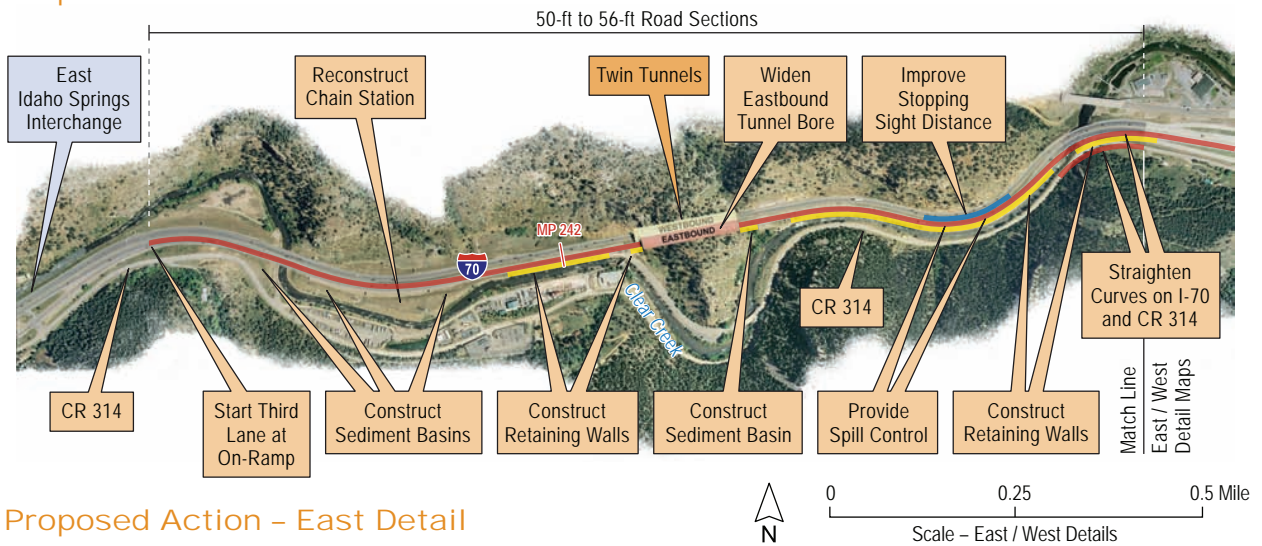 50-ft to 56-ft Road Sections
East
Idaho Springs
Interchange
Reconstruct
Chain Station
Twin Tunnels
Widen
Eastbound
Tunnel Bore
Improve
Stopping
Sight Distance
WESTBOUND
EASTBOUND
MP 242
70
Clear Creek
CR 314
Straighten
Curves on I-70
and CR 314
CR 314
Start Third
Lane at
On-Ramp
Construct
Sediment Basins
Construct
Retaining Walls
Construct
Sediment Basin
Provide
Spill Control
Construct
Retaining Walls
Match Line
East / West
Detail Maps
Proposed Action – East Detail
N
0 0.25 0.5 Mile
Scale – East / West Details